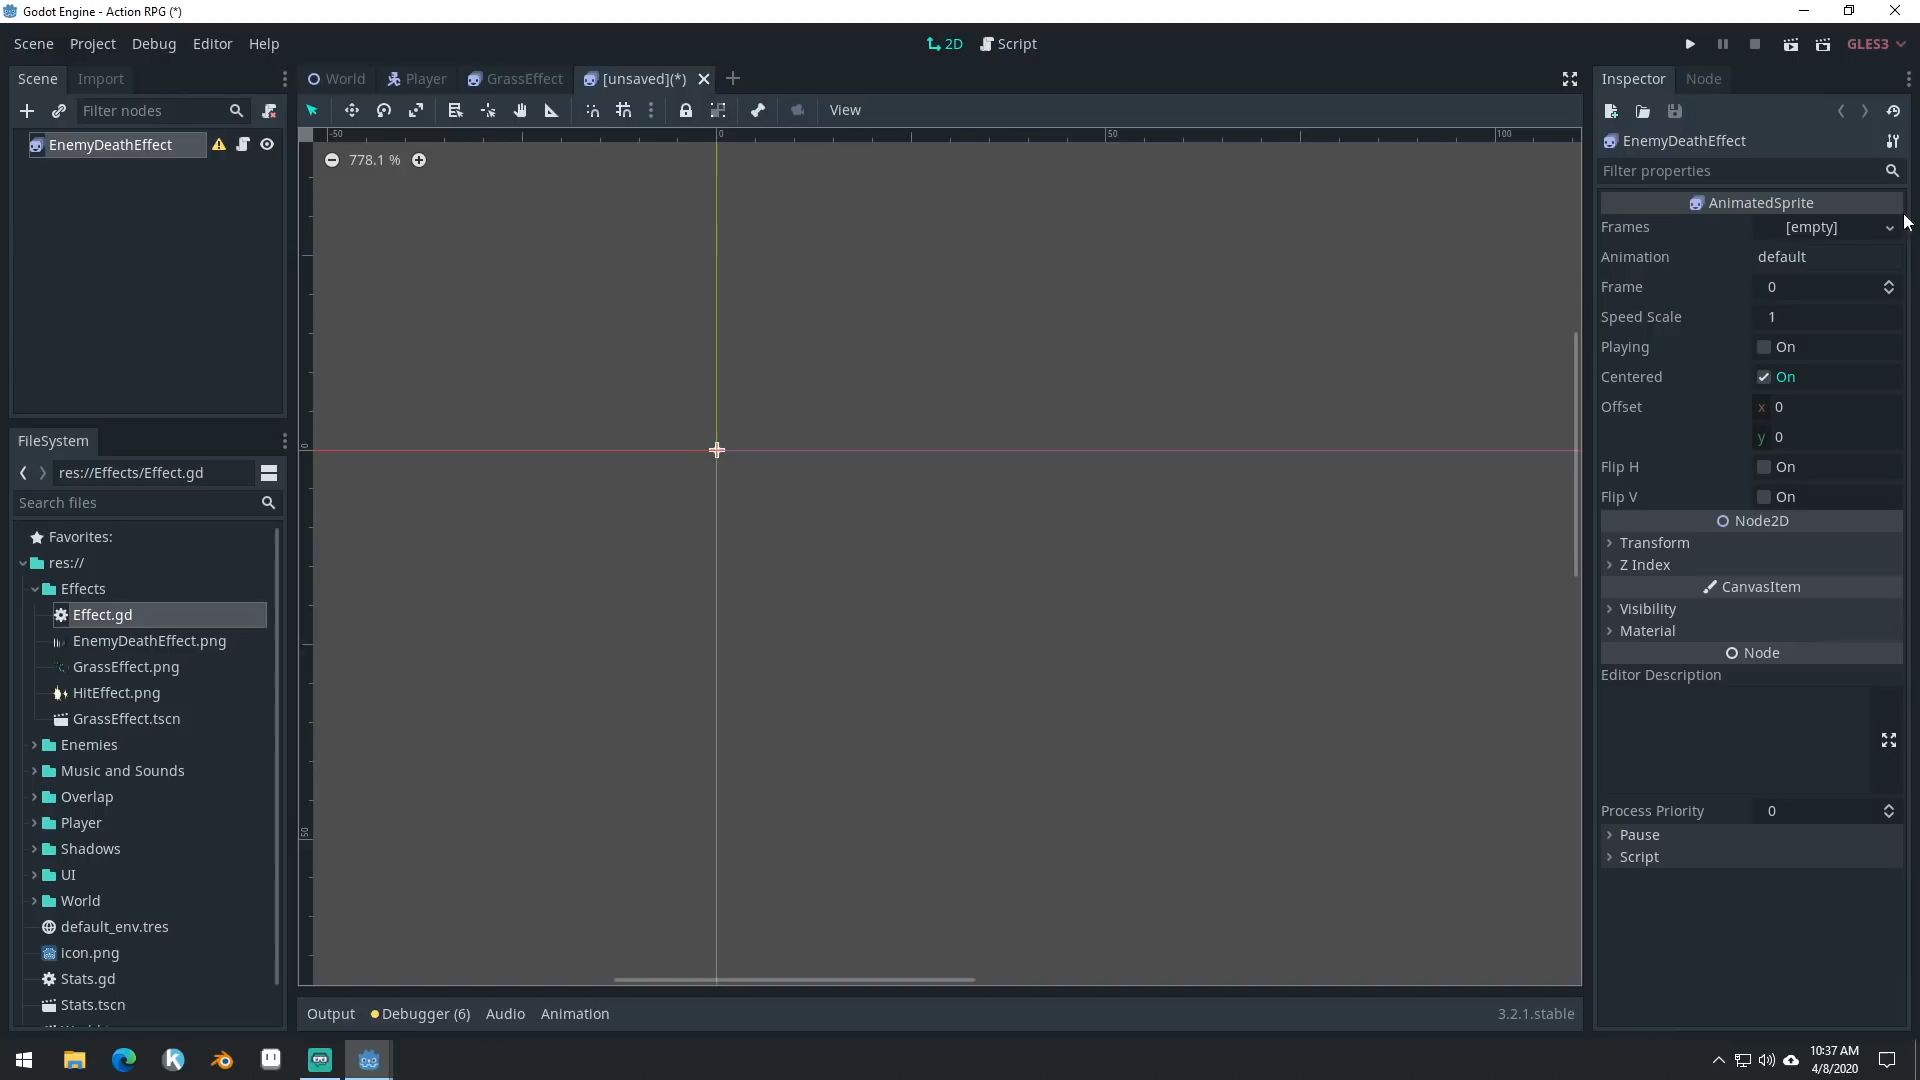 Godot Engine - Action RPG (*)
Scene Project Debug Editor Help
2D Script
GLES3
Scene Import
World Player GrassEffect [unsaved](*)
Inspector Node
Filter nodes
View
EnemyDeathEffect
-50 0 50 100
778.1 %
0
50
EnemyDeathEffect
Filter properties
AnimatedSprite
Frames [empty]
Animation default
Frame 0
Speed Scale 1
Playing On
Centered On
Offset x 0
y 0
Flip H On
Flip V On
Node2D
Transform
Z Index
CanvasItem
Visibility
Material
Node
Editor Description
Process Priority 0
Pause
Script
FileSystem
res://Effects/Effect.gd
Search files
Favorites:
res://
Effects
Effect.gd
EnemyDeathEffect.png
GrassEffect.png
HitEffect.png
GrassEffect.tscn
Enemies
Music and Sounds
Overlap
Player
Shadows
UI
World
default_env.tres
icon.png
Stats.gd
Stats.tscn
Output Debugger (6) Audio Animation
3.2.1.stable
10:37 AM
4/8/2020